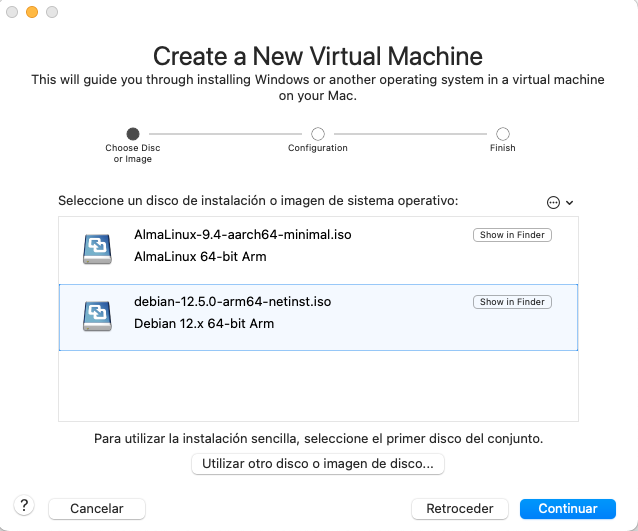 Create a New Virtual Machine
This will guide you through installing Windows or another operating system in a virtual machine
on your Mac.
Choose Disc
or Image
Configuration
Finish
Seleccione un disco de instalación o imagen de sistema operativo:
AlmaLinux-9.4-aarch64-minimal.iso
Show in Finder
AlmaLinux 64-bit Arm
debian-12.5.0-arm64-netinst.iso
Show in Finder
Debian 12.x 64-bit Arm
Para utilizar la instalación sencilla, seleccione el primer disco del conjunto.
Utilizar otro disco o imagen de disco...
?
Cancelar
Retroceder
Continuar